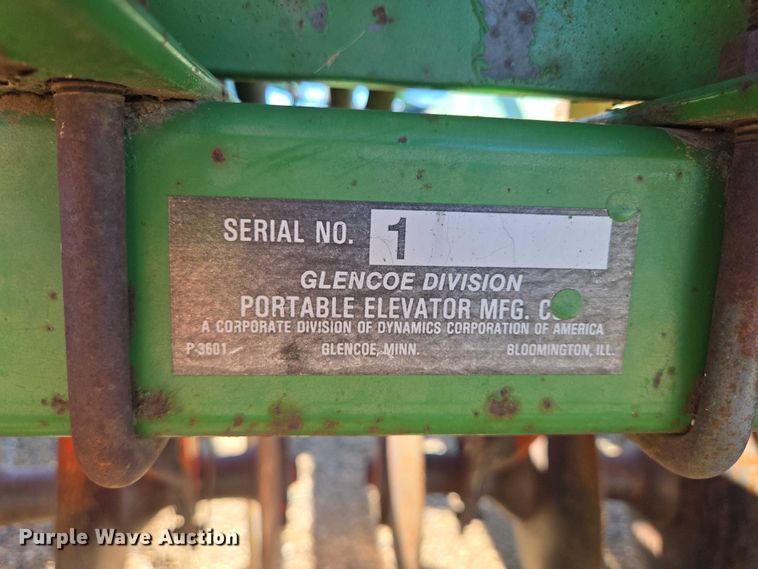 SERIAL NO. 1
GLENCOE DIVISION
PORTABLE ELEVATOR MFG.
A CORPORATE DIVISION OF DYNAMICS CORPORATION OF AMERICA
P-3601 GLENCOE, MINN. BLOOMINGTON, ILL.
Purple Wave Auction